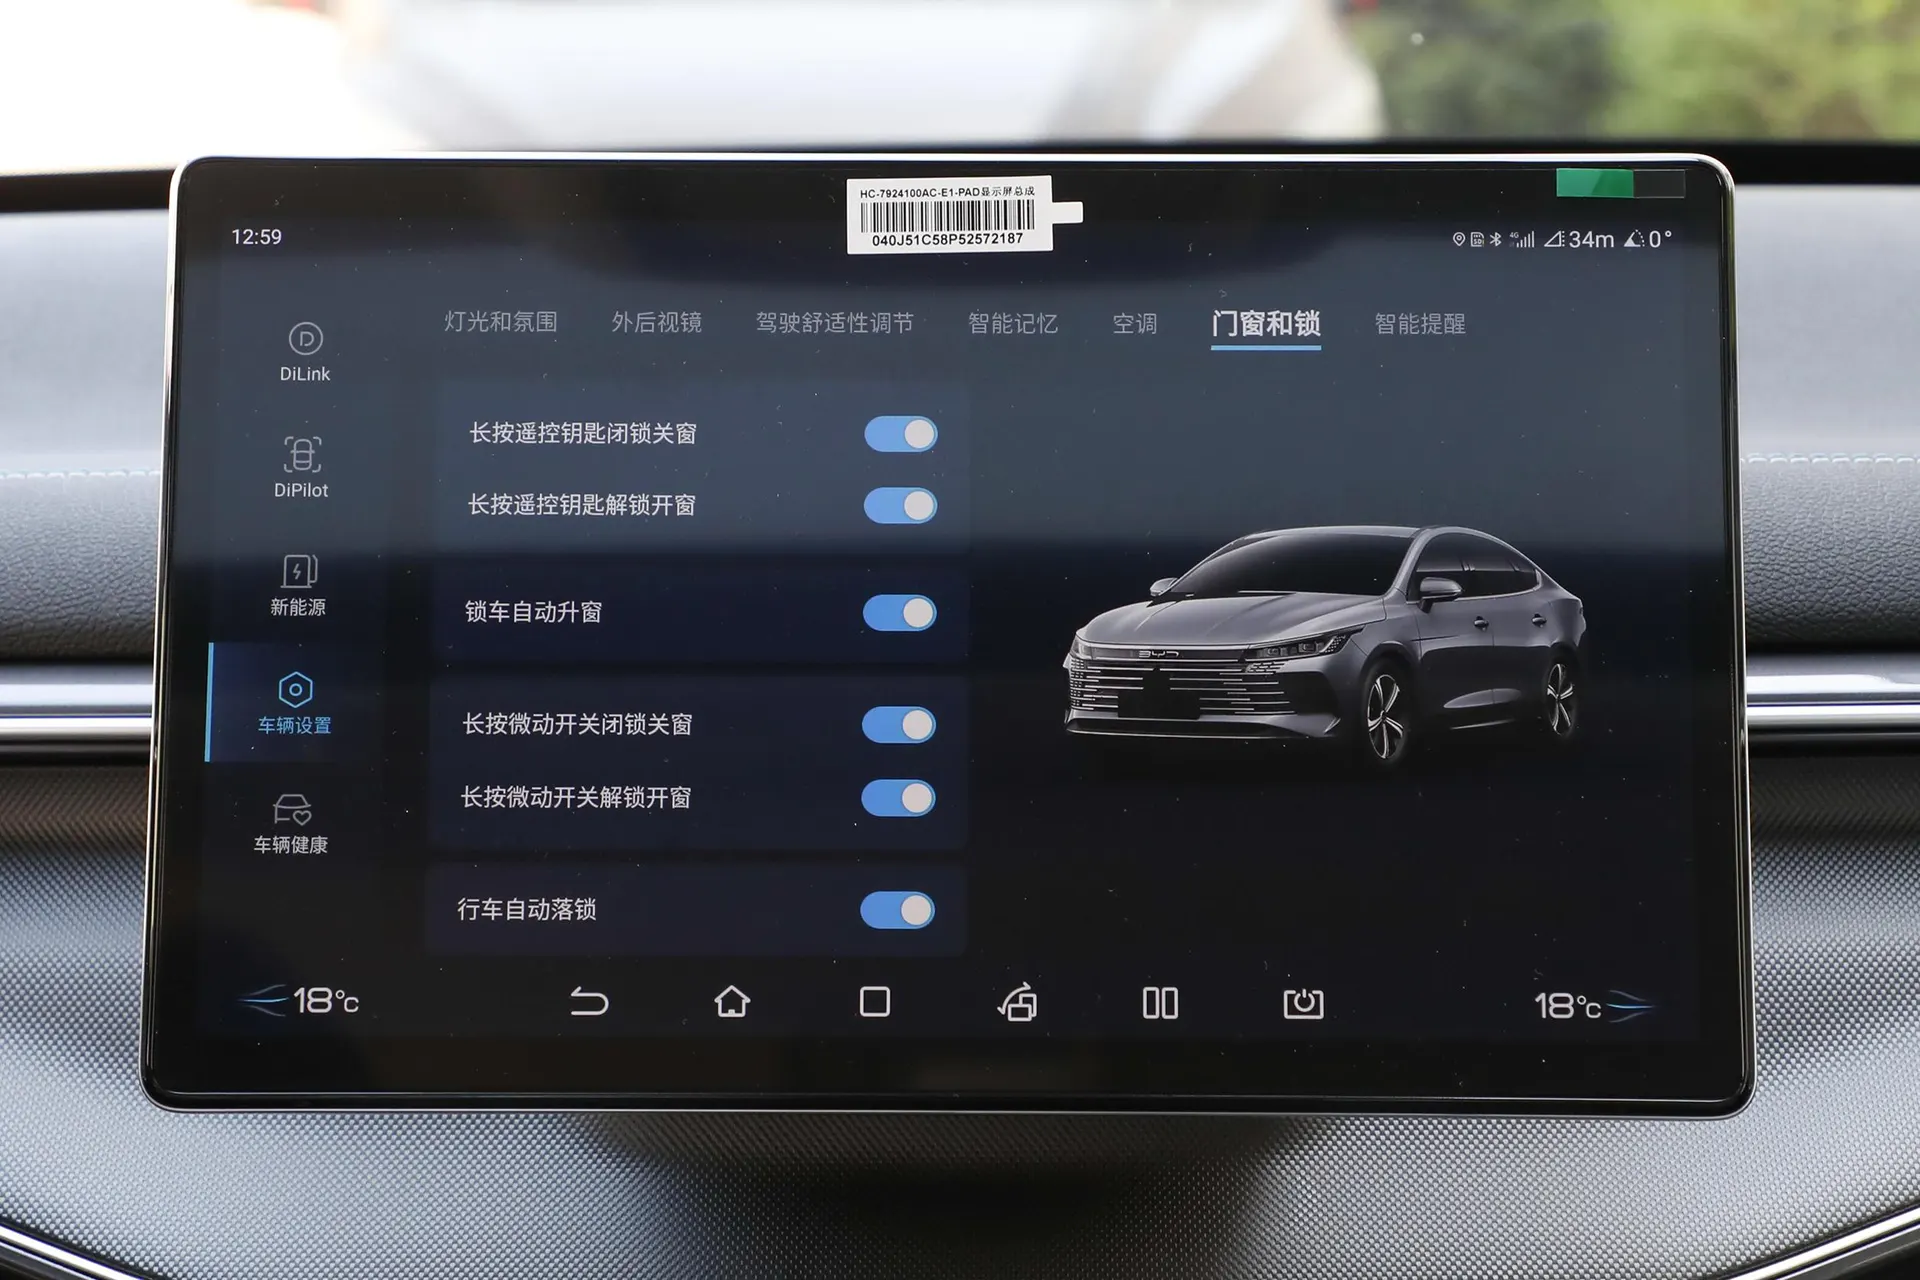 HC-7924100AC-E1-PAD显示屏总成
040J51C58P52572187
12:59
4G 34m 0°
灯光和氛围 外后视镜 驾驶舒适性调节 智能记忆 空调 门窗和锁 智能提醒
DiLink
DiPilot
新能源
车辆设置
车辆健康
长按遥控钥匙闭锁关窗
长按遥控钥匙解锁开窗
锁车自动升窗
长按微动开关闭锁关窗
长按微动开关解锁开窗
行车自动落锁
BYD
18°C 18°C